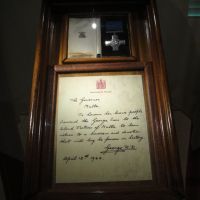 The Governor
Malta.
To honour her brave people
I award the George Cross to the
Island Fortress of Malta to bear
witness to a heroism and devotion
that will long be famous in history
George R.I.
April 15th 1942.